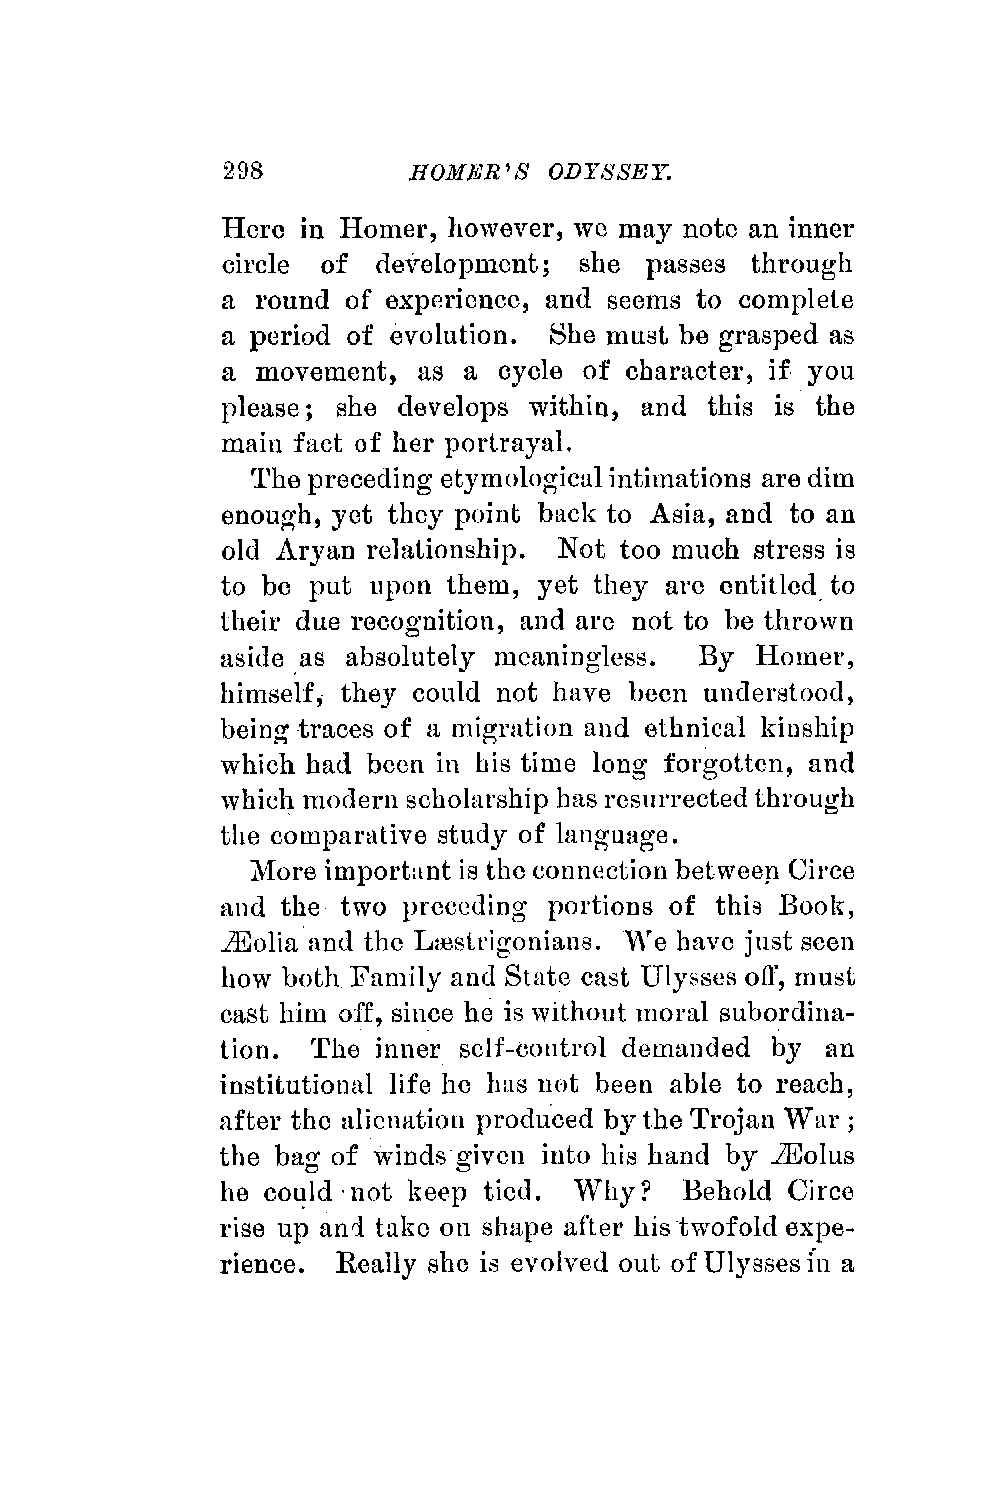 298 HOMER'S ODYSSEY.
Here in Homer, however, we may note an inner
circle of development; she passes through
a round of experience, and seems to complete
a period of evolution. She must be grasped as
a movement, as a cycle of character, if you
please; she develops within, and this is the
main fact of her portrayal.
The preceding etymological intimations are dim
enough, yet they point back to Asia, and to an
old Aryan relationship. Not too much stress is
to be put upon them, yet they are entitled to
their due recognition, and are not to be thrown
aside as absolutely meaningless. By Homer,
himself, they could not have been understood,
being traces of a migration and ethnical kinship
which had been in his time long forgotten, and
which modern scholarship has resurrected through
the comparative study of language.
More important is the connection between Circe
and the two preceding portions of this Book,
Æolia and the Læstrigonians. We have just seen
how both Family and State cast Ulysses off, must
cast him off, since he is without moral subordina-
tion. The inner self-control demanded by an
institutional life he has not been able to reach,
after the alienation produced by the Trojan War;
the bag of winds given into his hand by Æolus
he could not keep tied. Why? Behold Circe
rise up and take on shape after his twofold expe-
rience. Really she is evolved out of Ulysses in a